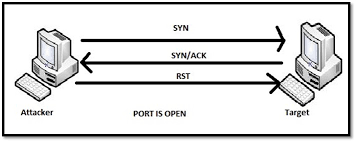 SYN
SYN/ACK
RST
Attacker
PORT IS OPEN
Target